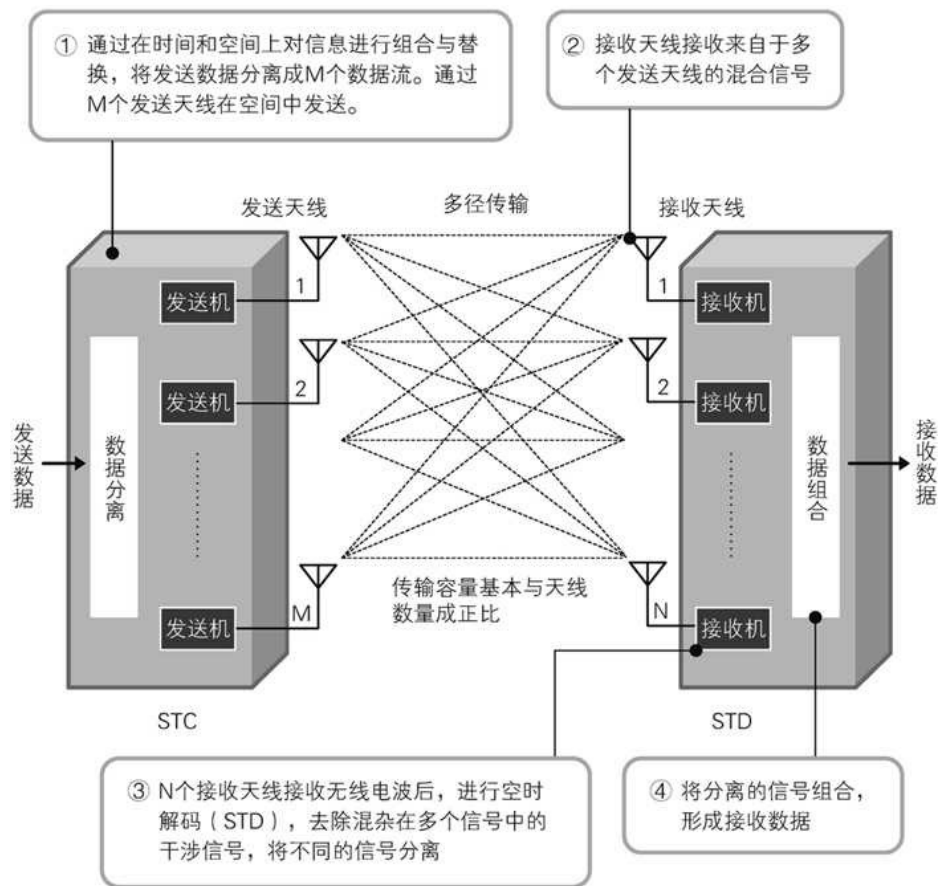 ① 通过在时间和空间上对信息进行组合与替
换，将发送数据分离成M个数据流。通过
M个发送天线在空间中发送。
② 接收天线接收来自于多
个发送天线的混合信号
发送天线
多径传输
接收天线
发送机
1
1
接收机
发送机
2
2
接收机
发送数据
数据分离
数据组合
接收数据
发送机
M
传输容量基本与天线
数量成正比
N
接收机
STC
STD
③ N个接收天线接收无线电波后，进行空时
解码（STD），去除混杂在多个信号中的
干涉信号，将不同的信号分离
④ 将分离的信号组合，
形成接收数据